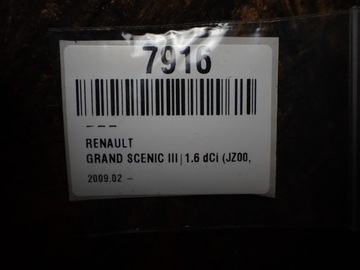 7916
– – –
RENAULT
GRAND SCENIC III | 1.6 dCi (JZ00,
2009.02 –